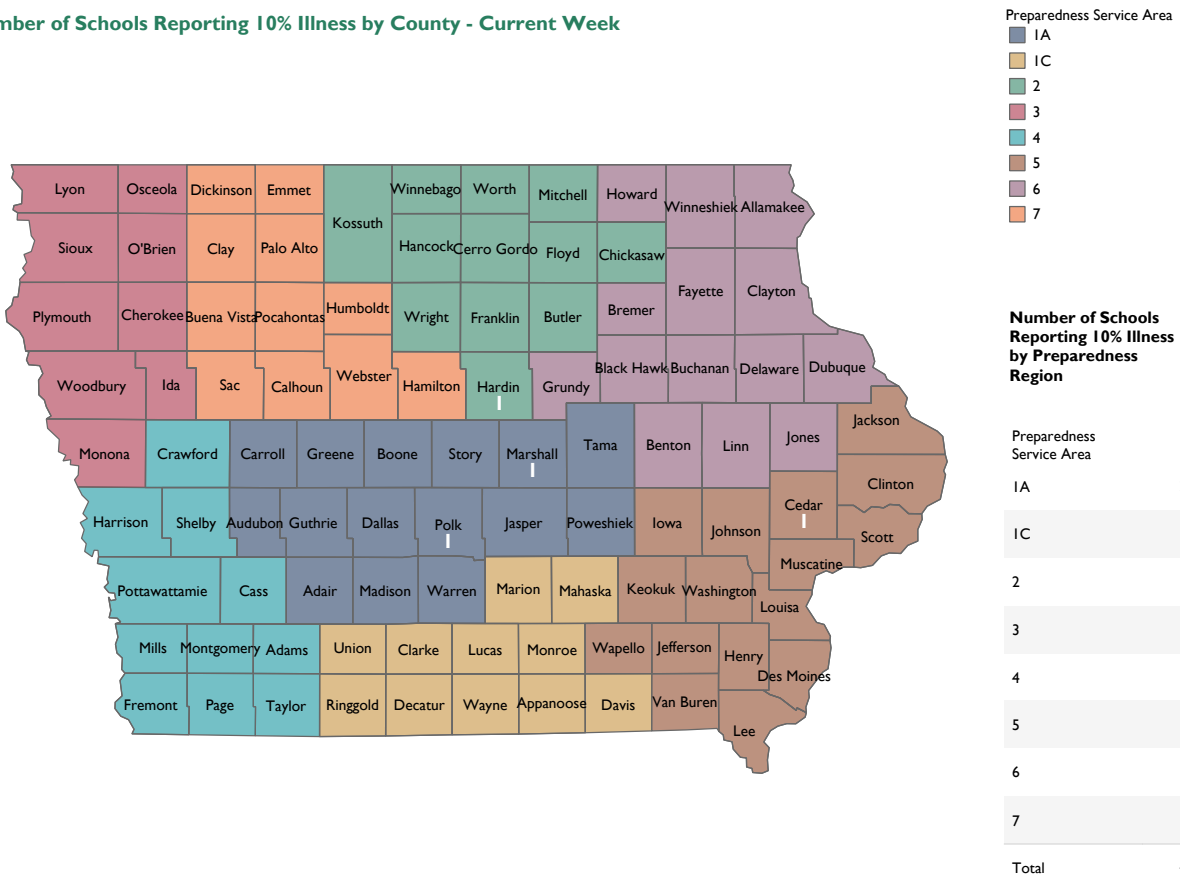 mber of Schools Reporting 10% Illness by County - Current Week
Preparedness Service Area
1A
1C
2
3
4
5
6
7
Lyon
Osceola
Dickinson
Emmet
Kossuth
Winnebago
Worth
Mitchell
Howard
Winneshiek
Allamakee
Sioux
O'Brien
Clay
Palo Alto
Hancock
Cerro Gordo
Floyd
Chickasaw
Plymouth
Cherokee
Buena Vista
Pocahontas
Humboldt
Wright
Franklin
Butler
Bremer
Fayette
Clayton
Woodbury
Ida
Sac
Calhoun
Webster
Hamilton
Hardin
1
Grundy
Black Hawk
Buchanan
Delaware
Dubuque
Monona
Crawford
Carroll
Greene
Boone
Story
Marshall
1
Tama
Benton
Linn
Jones
Jackson
Clinton
Harrison
Shelby
Audubon
Guthrie
Dallas
Polk
1
Jasper
Poweshiek
Iowa
Johnson
Cedar
1
Scott
Muscatine
Pottawattamie
Cass
Adair
Madison
Warren
Marion
Mahaska
Keokuk
Washington
Louisa
Mills
Montgomery
Adams
Union
Clarke
Lucas
Monroe
Wapello
Jefferson
Henry
Des Moines
Fremont
Page
Taylor
Ringgold
Decatur
Wayne
Appanoose
Davis
Van Buren
Lee
Number of Schools
Reporting 10% Illness
by Preparedness
Region
Preparedness
Service Area
1A
1C
2
3
4
5
6
7
Total